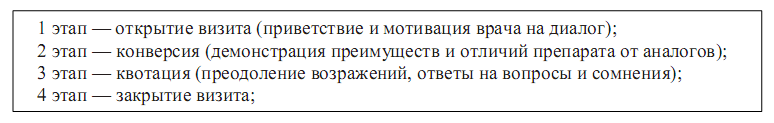 1 этап — открытие визита (приветствие и мотивация врача на диалог);
2 этап — конверсия (демонстрация преимуществ и отличий препарата от аналогов);
3 этап — квотация (преодоление возражений, ответы на вопросы и сомнения);
4 этап — закрытие визита;